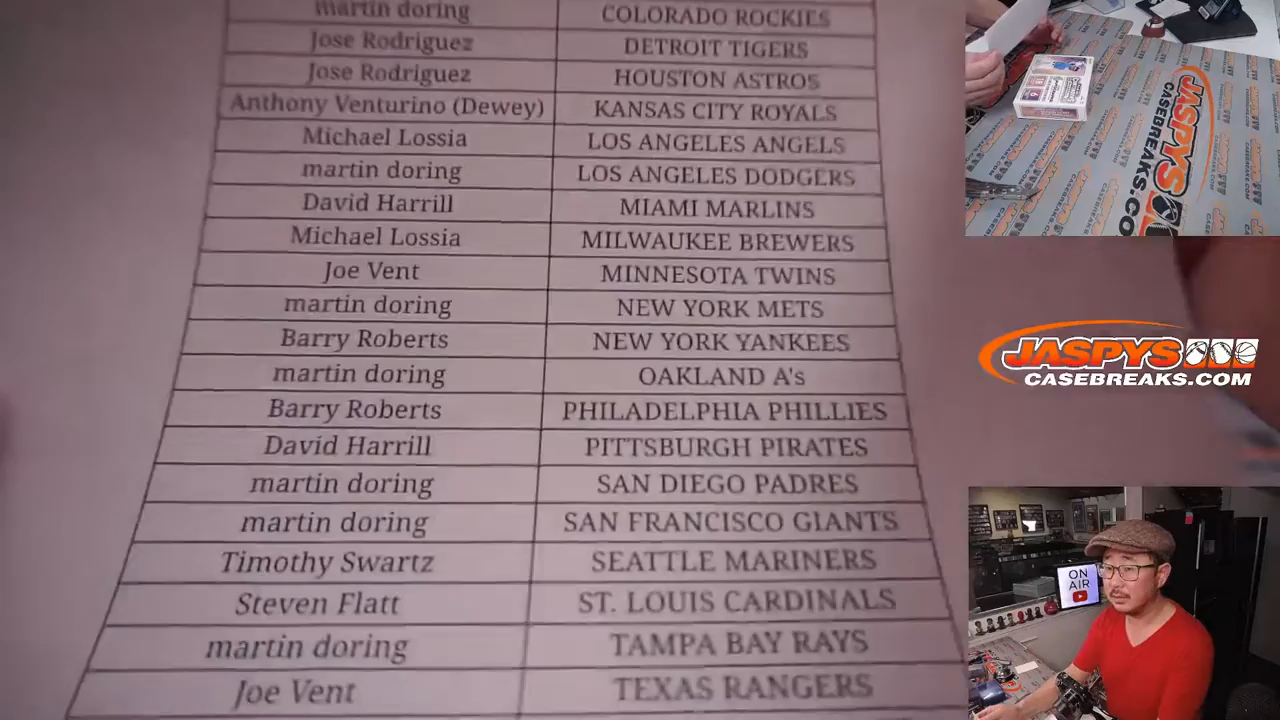 martin doring COLORADO ROCKIES
Jose Rodriguez DETROIT TIGERS
Jose Rodriguez HOUSTON ASTROS
Anthony Venturino (Dewey) KANSAS CITY ROYALS
Michael Lossia LOS ANGELES ANGELS
martin doring LOS ANGELES DODGERS
David Harrill MIAMI MARLINS
Michael Lossia MILWAUKEE BREWERS
Joe Vent MINNESOTA TWINS
martin doring NEW YORK METS
Barry Roberts NEW YORK YANKEES
martin doring OAKLAND A's
Barry Roberts PHILADELPHIA PHILLIES
David Harrill PITTSBURGH PIRATES
martin doring SAN DIEGO PADRES
martin doring SAN FRANCISCO GIANTS
Timothy Swartz SEATTLE MARINERS
Steven Flatt ST. LOUIS CARDINALS
martin doring TAMPA BAY RAYS
Joe Vent TEXAS RANGERS
JASPYS
CASEBREAKS.CO
JASPYS
CASEBREAKS.COM
ON
AIR